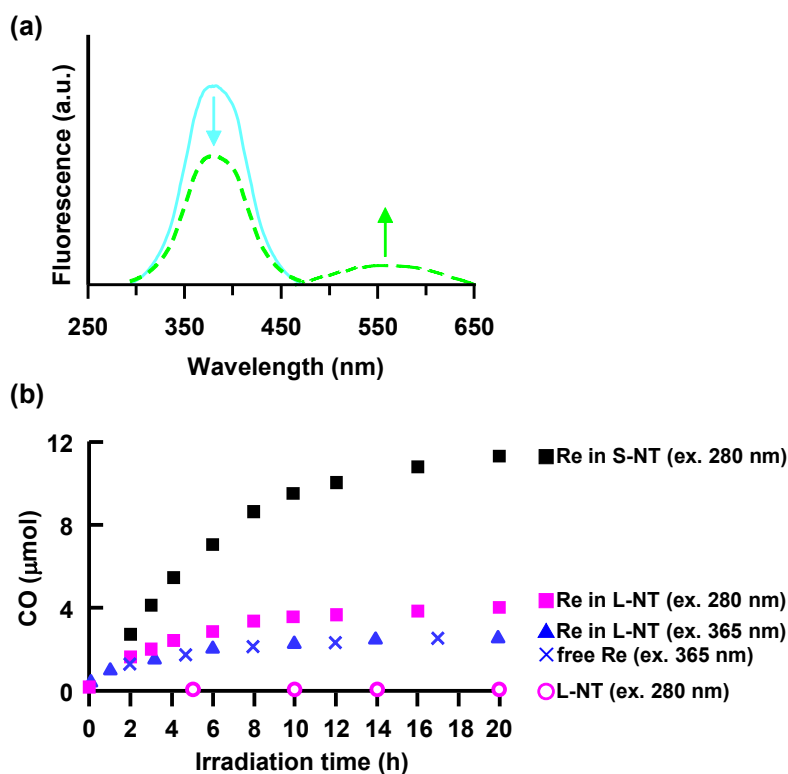 (a)
Fluorescence (a.u.)
250 350 450 550 650
Wavelength (nm)
(b)
CO (μmol)
12
8
4
0
0 2 4 6 8 10 12 14 16 18 20
Irradiation time (h)
Re in S-NT (ex. 280 nm)
Re in L-NT (ex. 280 nm)
Re in L-NT (ex. 365 nm)
free Re (ex. 365 nm)
L-NT (ex. 280 nm)